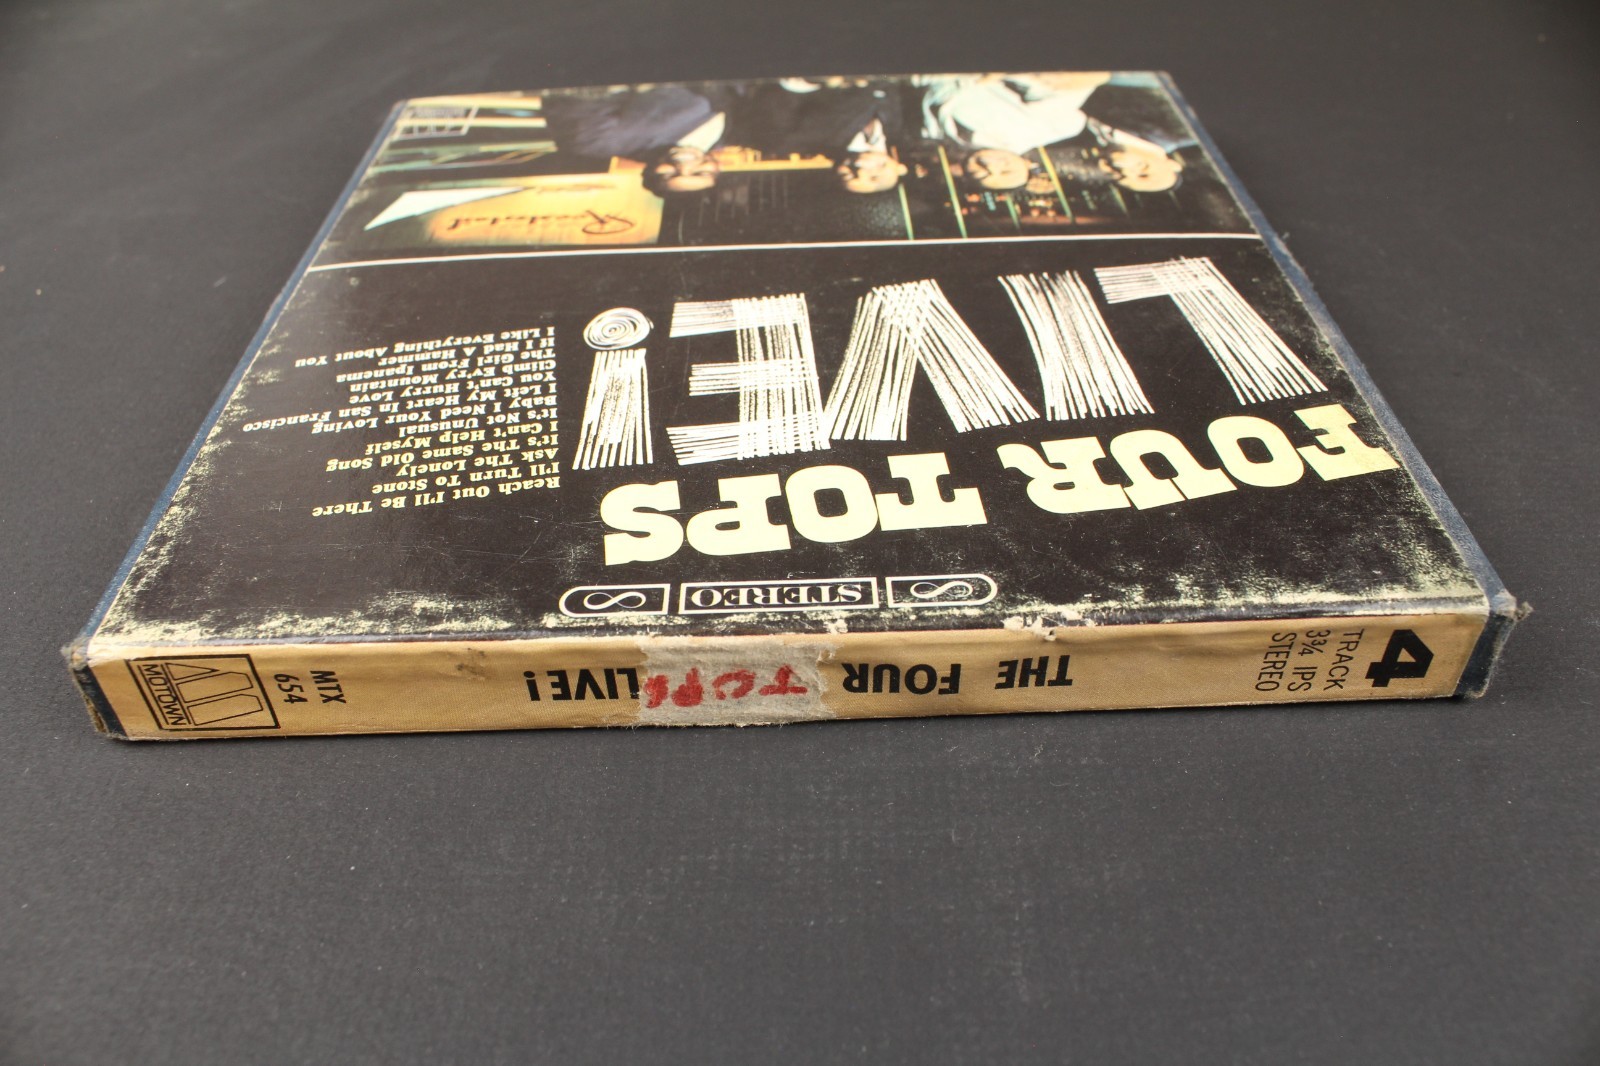 4
TRACK
3¾ IPS
STEREO
THE FOUR TOPS LIVE!
MTX
654
MOTOWN
STEREO
FOUR TOPS
LIVE!
Reach Out I'll Be There
I'll Turn To Stone
Ask The Lonely
It's The Same Old Song
I Can't Help Myself
It's Not Unusual
Baby I Need Your Loving
I Left My Heart In San Francisco
You Can't Hurry Love
Climb Ev'ry Mountain
The Girl From Ipanema
If I Had A Hammer
I Like Everything About You
Roostertail